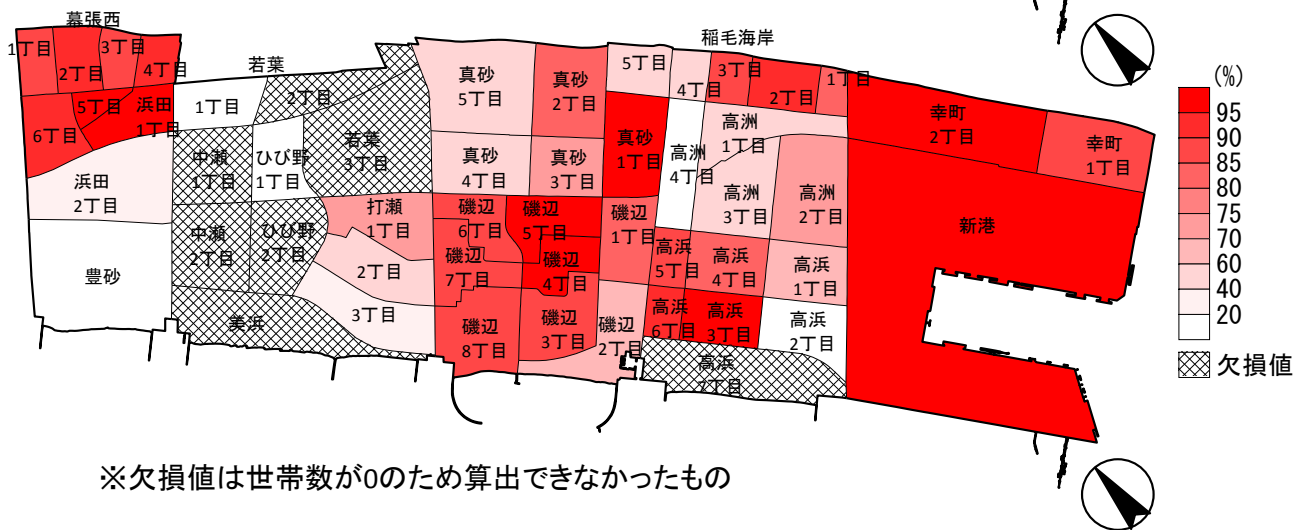 幕張西
1丁目
2丁目
3丁目
4丁目
5丁目
6丁目
浜田
1丁目
浜田
2丁目
豊砂
若葉
1丁目
2丁目
若葉
3丁目
中瀬
1丁目
ひび野
1丁目
中瀬
2丁目
ひび野
2丁目
美浜
打瀬
1丁目
2丁目
3丁目
真砂
5丁目
真砂
2丁目
真砂
4丁目
真砂
3丁目
真砂
1丁目
磯辺
6丁目
磯辺
5丁目
磯辺
7丁目
磯辺
4丁目
磯辺
8丁目
磯辺
3丁目
磯辺
1丁目
磯辺
2丁目
稲毛海岸
5丁目
4丁目
3丁目
2丁目
1丁目
高洲
1丁目
高洲
4丁目
高洲
3丁目
高洲
2丁目
高浜
5丁目
高浜
4丁目
高浜
1丁目
高浜
6丁目
高浜
3丁目
高浜
2丁目
高浜
7丁目
幸町
2丁目
幸町
1丁目
新港
(%)
95
90
85
80
75
70
60
40
20
欠損値
※欠損値は世帯数が0のため算出できなかったもの